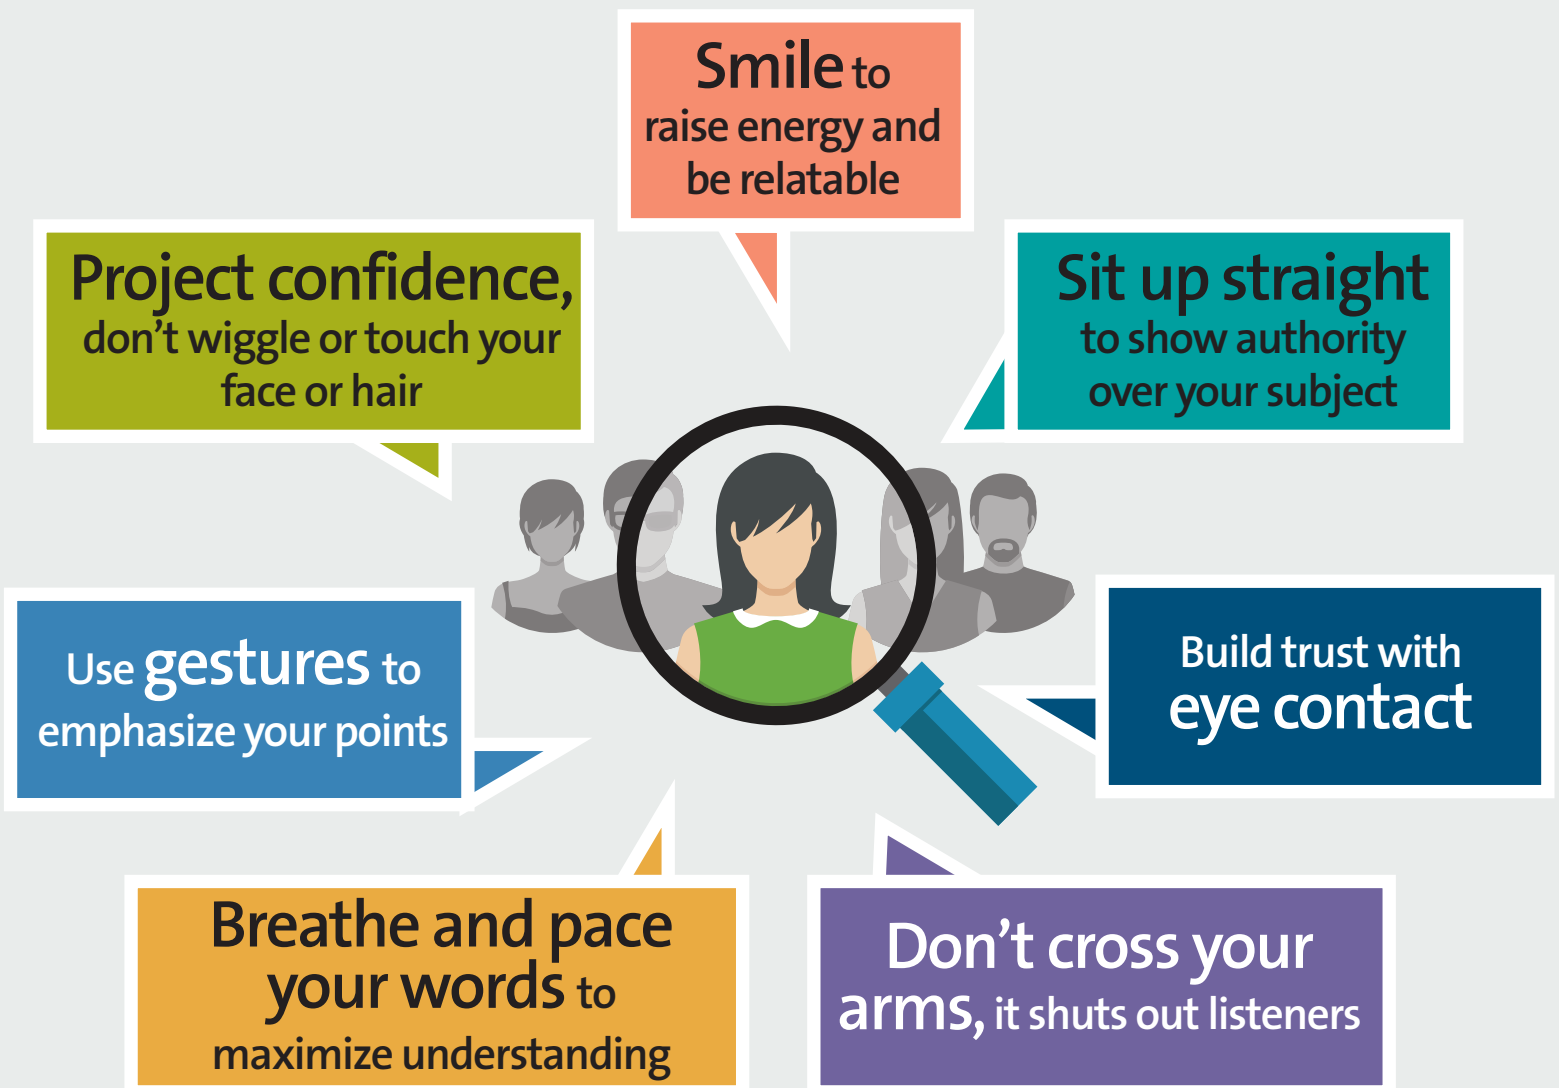 Smile to
raise energy and
be relatable
Project confidence,
don’t wiggle or touch your
face or hair
Sit up straight
to show authority
over your subject
Use gestures to
emphasize your points
Build trust with
eye contact
Breathe and pace
your words to
maximize understanding
Don’t cross your
arms, it shuts out listeners